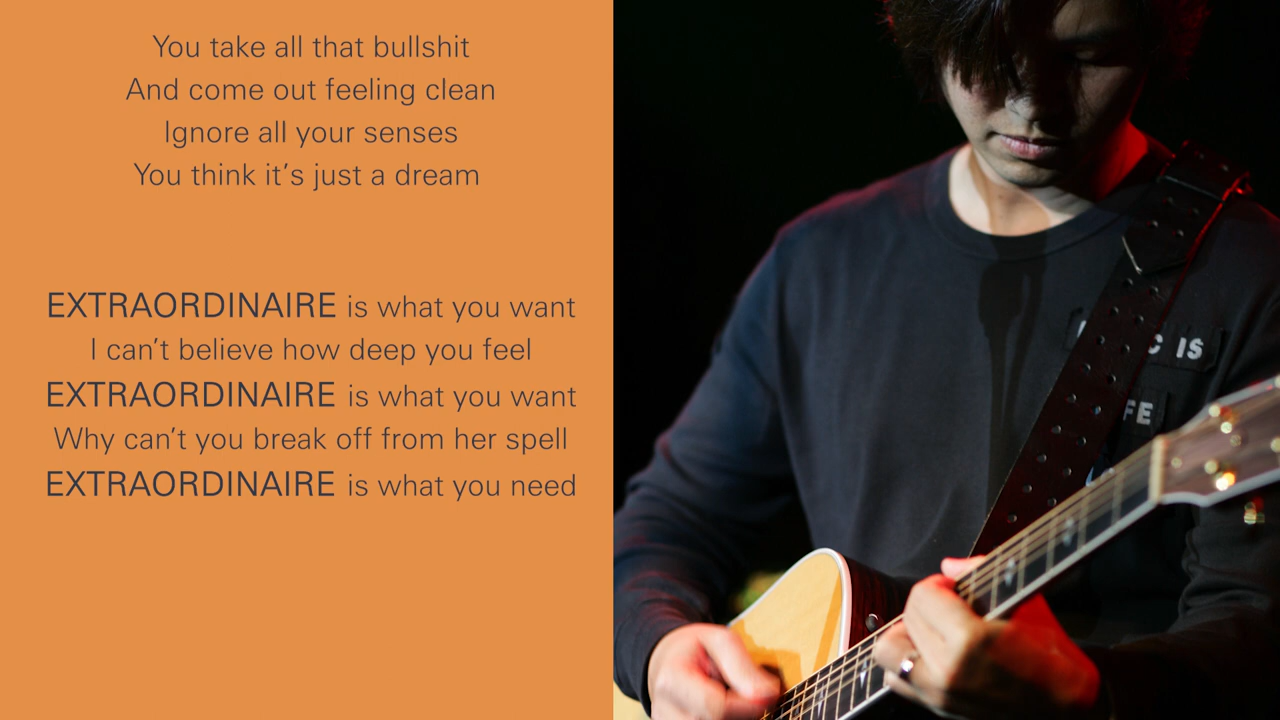 You take all that bullshit
And come out feeling clean
Ignore all your senses
You think it’s just a dream
EXTRAORDINAIRE is what you want
I can’t believe how deep you feel
EXTRAORDINAIRE is what you want
Why can’t you break off from her spell
EXTRAORDINAIRE is what you need
IS